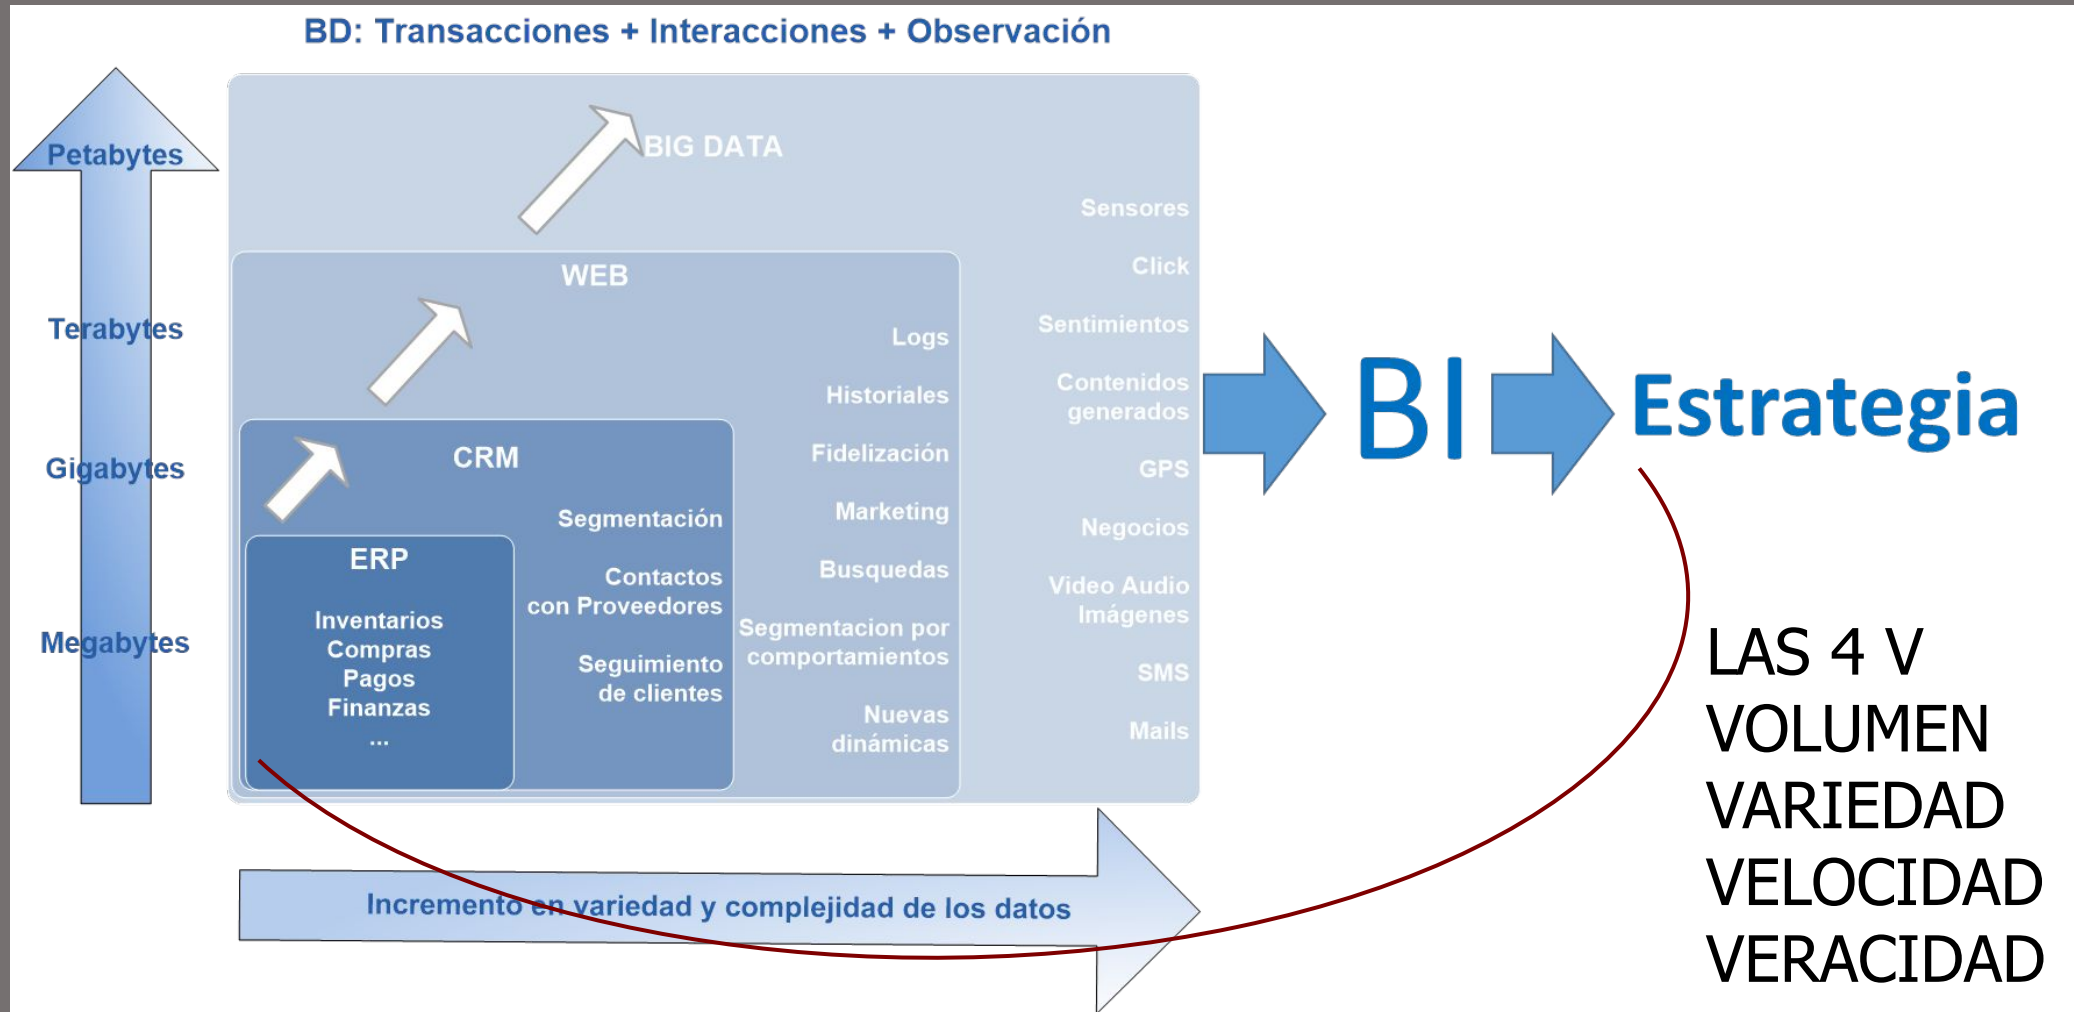 BD: Transacciones + Interacciones + Observación
Petabytes
Terabytes
Gigabytes
Megabytes
BIG DATA
Sensores
Click
Sentimientos
Contenidos
generados
GPS
Negocios
Video Audio
Imágenes
SMS
Mails
WEB
Logs
Historiales
Fidelización
Marketing
Busquedas
Segmentacion por
comportamientos
Nuevas
dinámicas
CRM
Segmentación
Contactos
con Proveedores
Seguimiento
de clientes
ERP
Inventarios
Compras
Pagos
Finanzas
...
Incremento en variedad y complejidad de los datos
BI
Estrategia
LAS 4 V
VOLUMEN
VARIEDAD
VELOCIDAD
VERACIDAD